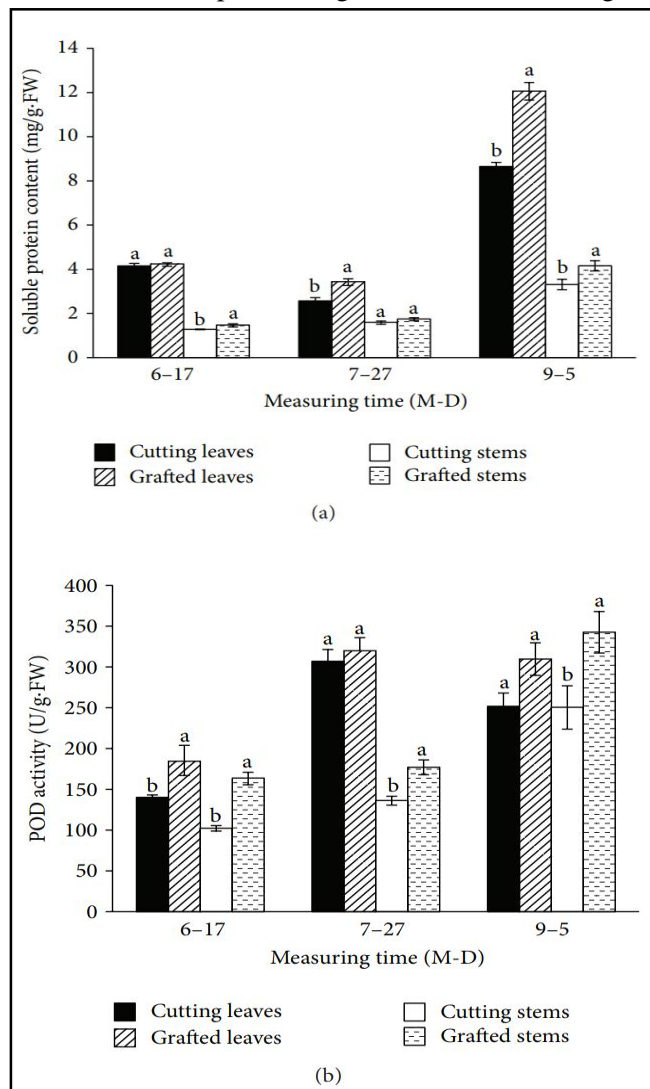 14
a
12
10
b
8
6
a a
a
a
4
b
b
2
b a
a a
0
6–17 7–27 9–5
Soluble protein content (mg/g·FW)
Measuring time (M-D)
Cutting leaves Cutting stems
Grafted leaves Grafted stems
(a)
400
a
350
a a
a
300
b
a
250
a
200
a
a
150
b
b
b
100
50
0
6–17 7–27 9–5
POD activity (U/g·FW)
Measuring time (M-D)
Cutting leaves Cutting stems
Grafted leaves Grafted stems
(b)